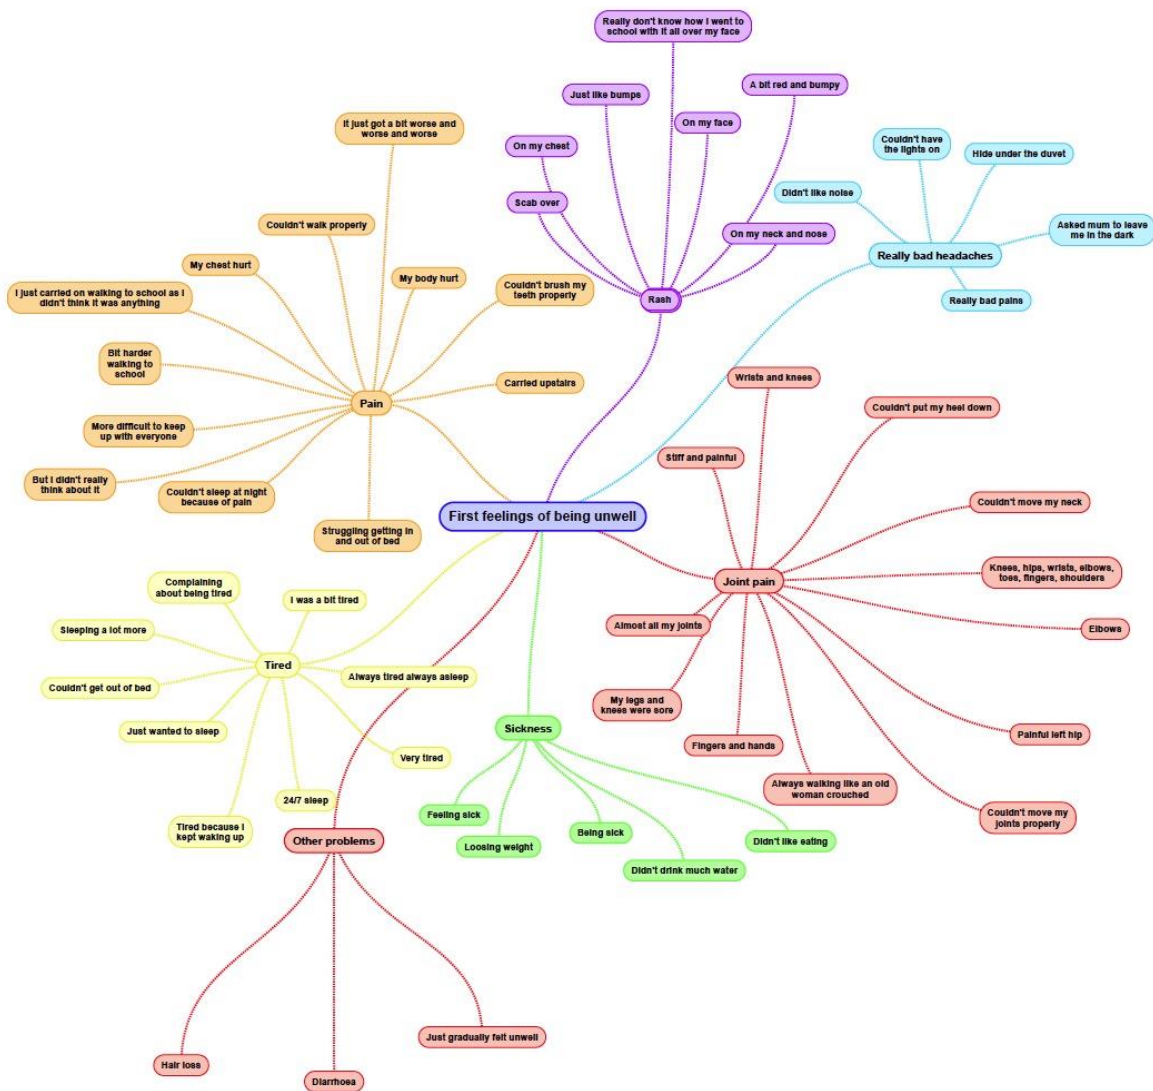 First feelings of being unwell
Pain
It just got a bit worse and
worse and worse
Couldn't walk properly
My chest hurt
My body hurt
Couldn't brush my
teeth properly
I just carried on walking to school as I
didn't think it was anything
Bit harder
walking to
school
Carried upstairs
More difficult to keep
up with everyone
But I didn't really
think about it
Couldn't sleep at night
because of pain
Struggling getting in
and out of bed
Rash
Really don't know how I went to
school with it all over my face
Just like bumps
A bit red and bumpy
On my face
On my chest
Scab over
On my neck and nose
Really bad headaches
Couldn't have
the lights on
Hide under the duvet
Didn't like noise
Asked mum to leave
me in the dark
Really bad pains
Joint pain
Wrists and knees
Couldn't put my heel down
Stiff and painful
Couldn't move my neck
Knees, hips, wrists, elbows,
toes, fingers, shoulders
Elbows
Almost all my joints
My legs and
knees were sore
Fingers and hands
Always walking like an old
woman crouched
Painful left hip
Couldn't move my
joints properly
Tired
Complaining
about being tired
I was a bit tired
Sleeping a lot more
Always tired always asleep
Couldn't get out of bed
Just wanted to sleep
Very tired
24/7 sleep
Tired because I
kept waking up
Sickness
Feeling sick
Loosing weight
Being sick
Didn't drink much water
Didn't like eating
Other problems
Hair loss
Diarrhoea
Just gradually felt unwell